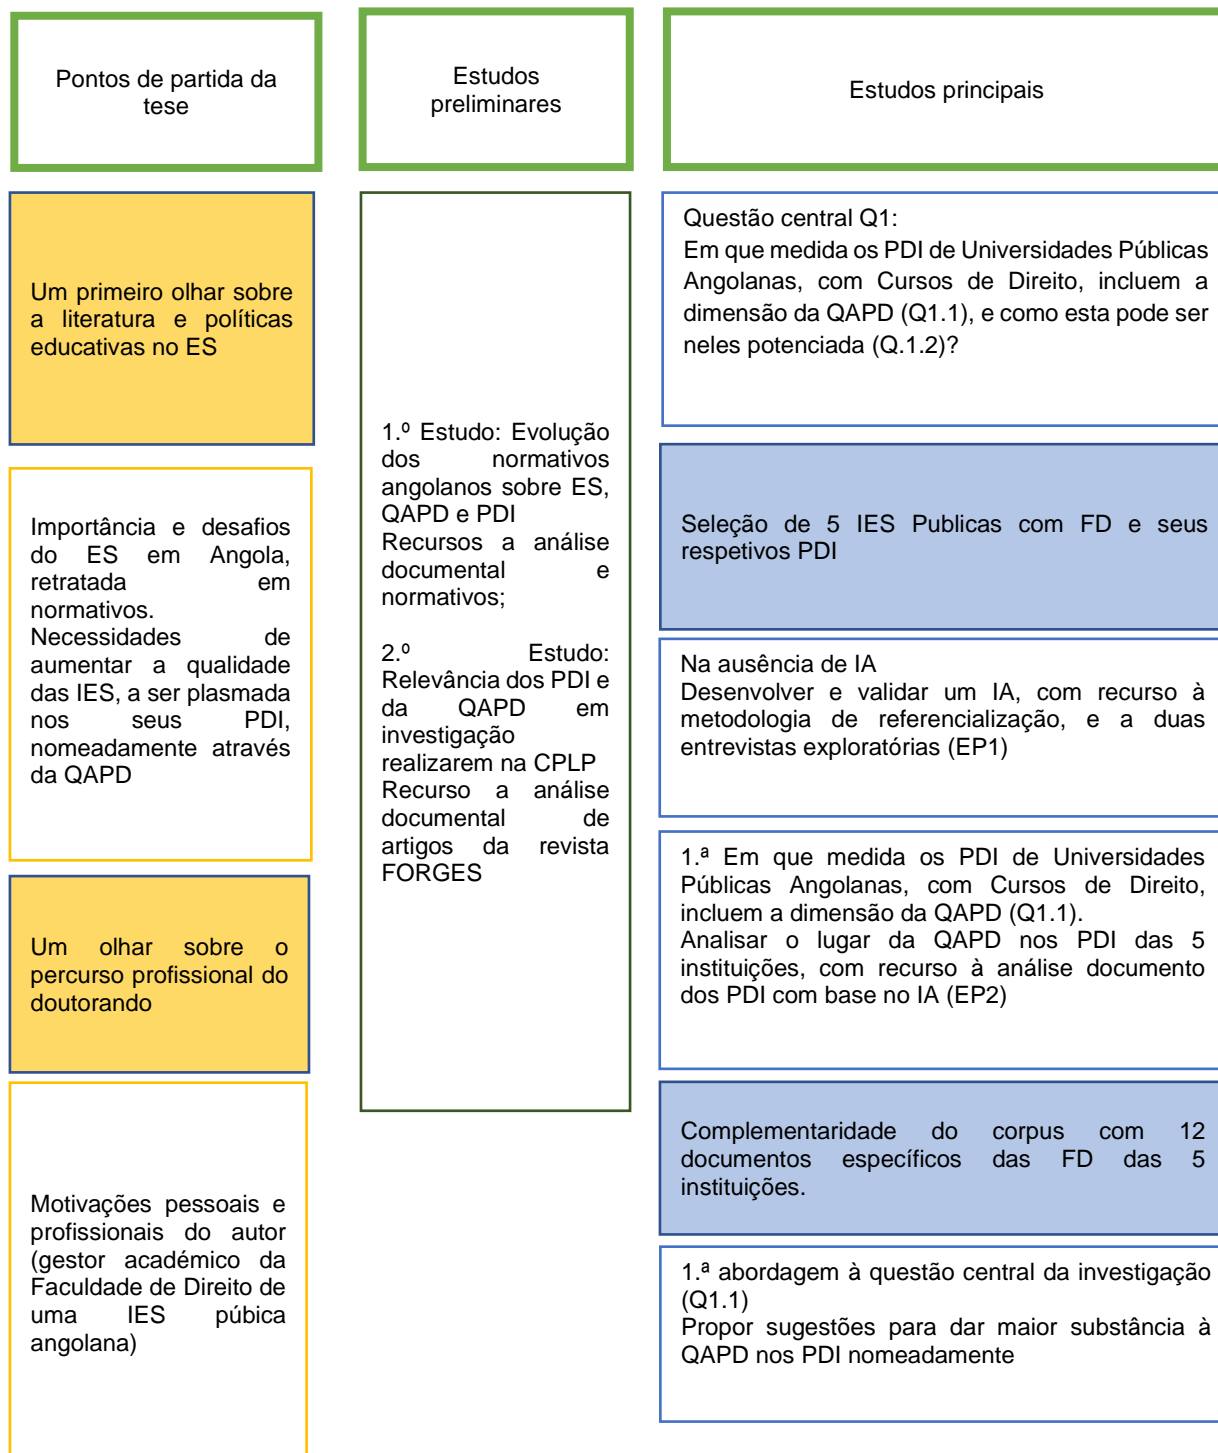 Pontos de partida da
tese
Estudos
preliminares
Estudos principais
Um primeiro olhar sobre
a literatura e políticas
educativas no ES
Importância e desafios
do ES em Angola,
retratada em
normativos.
Necessidades de
aumentar a qualidade
das IES, a ser plasmada
nos seus PDI,
nomeadamente através
da QAPD
Um olhar sobre o
percurso profissional do
doutorando
Motivações pessoais e
profissionais do autor
(gestor académico da
Faculdade de Direito de
uma IES púbica
angolana)
1.º Estudo: Evolução
dos normativos
angolanos sobre ES,
QAPD e PDI
Recursos a análise
documental e
normativos;
2.º Estudo:
Relevância dos PDI e
da QAPD em
investigação
realizarem na CPLP
Recurso a análise
documental de
artigos da revista
FORGES
Questão central Q1:
Em que medida os PDI de Universidades Públicas
Angolanas, com Cursos de Direito, incluem a
dimensão da QAPD (Q1.1), e como esta pode ser
neles potenciada (Q.1.2)?
Seleção de 5 IES Publicas com FD e seus
respetivos PDI
Na ausência de IA
Desenvolver e validar um IA, com recurso à
metodologia de referencialização, e a duas
entrevistas exploratórias (EP1)
1.ª Em que medida os PDI de Universidades
Públicas Angolanas, com Cursos de Direito,
incluem a dimensão da QAPD (Q1.1).
Analisar o lugar da QAPD nos PDI das 5
instituições, com recurso à análise documento
dos PDI com base no IA (EP2)
Complementaridade do corpus com 12
documentos específicos das FD das 5
instituições.
1.ª abordagem à questão central da investigação
(Q1.1)
Propor sugestões para dar maior substância à
QAPD nos PDI nomeadamente